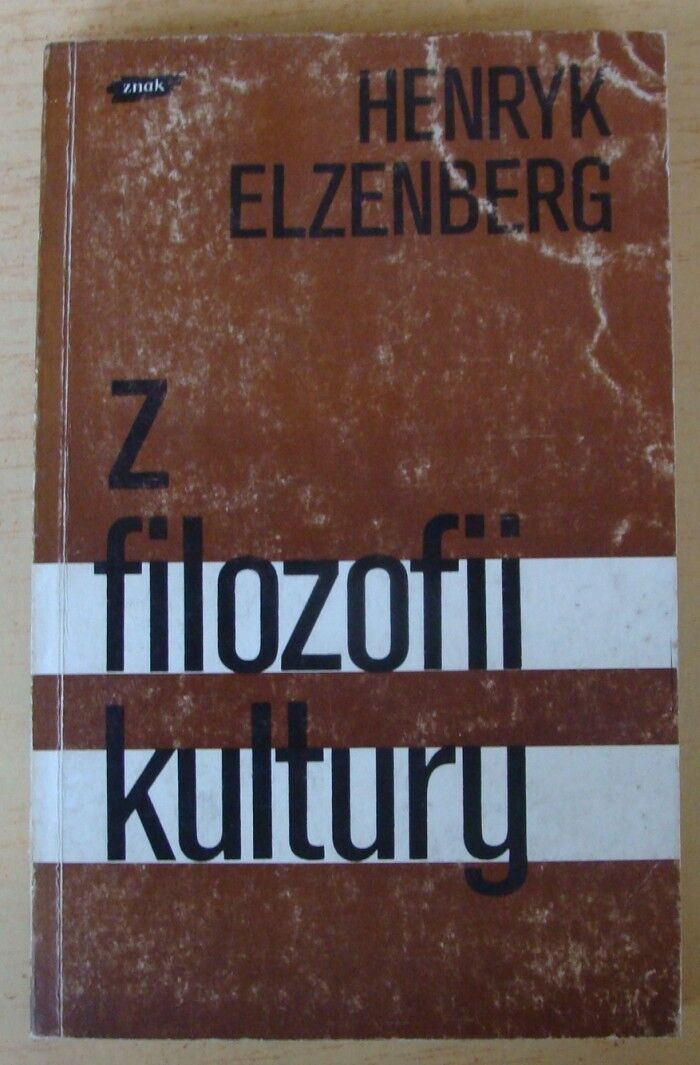 znak
HENRYK
ELZENBERG
z
filozofii
kultury